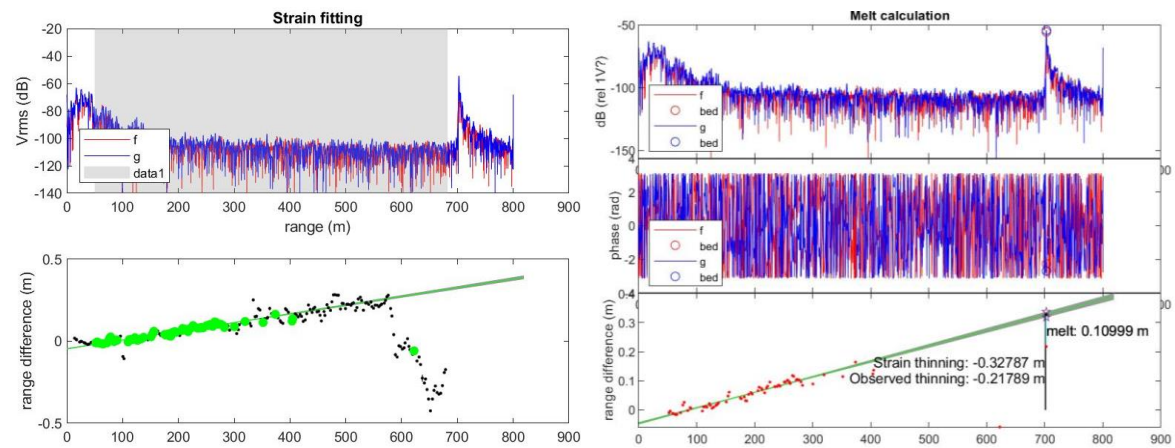 Strain fitting
-20
-40
-60
-80
-100
-120
-140
Vrms (dB)
f
g
data1
0 100 200 300 400 500 600 700 800 900
range (m)
0.5
0
-0.5
range difference (m)
0 100 200 300 400 500 600 700 800 900
Melt calculation
-50
-100
-150
dB (rel 1V?)
f
bed
g
bed
4
2
0
-2
phase (rad)
f
bed
g
bed
0.3
0.2
0.1
0
range difference (m)
melt: 0.10999 m
Strain thinning: -0.32787 m
Observed thinning: -0.21789 m
0 100 200 300 400 500 600 700 800 900